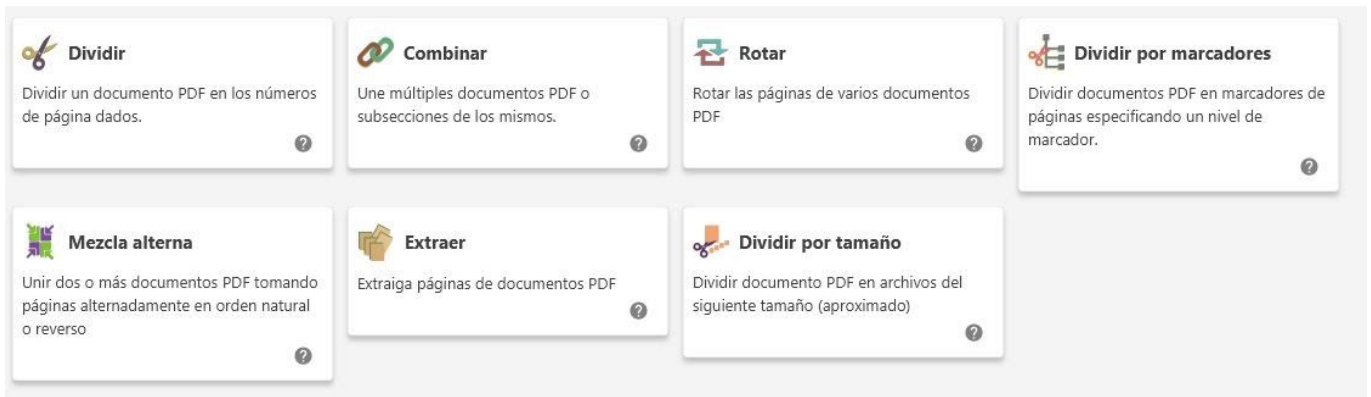 Dividir
Dividir un documento PDF en los números
de página dados.
Combinar
Une múltiples documentos PDF o
subsecciones de los mismos.
Rotar
Rotar las páginas de varios documentos
PDF
Dividir por marcadores
Dividir documentos PDF en marcadores de
páginas especificando un nivel de
marcador.
Mezcla alterna
Unir dos o más documentos PDF tomando
páginas alternadamente en orden natural
o reverso
Extraer
Extraiga páginas de documentos PDF
Dividir por tamaño
Dividir documento PDF en archivos del
siguiente tamaño (aproximado)